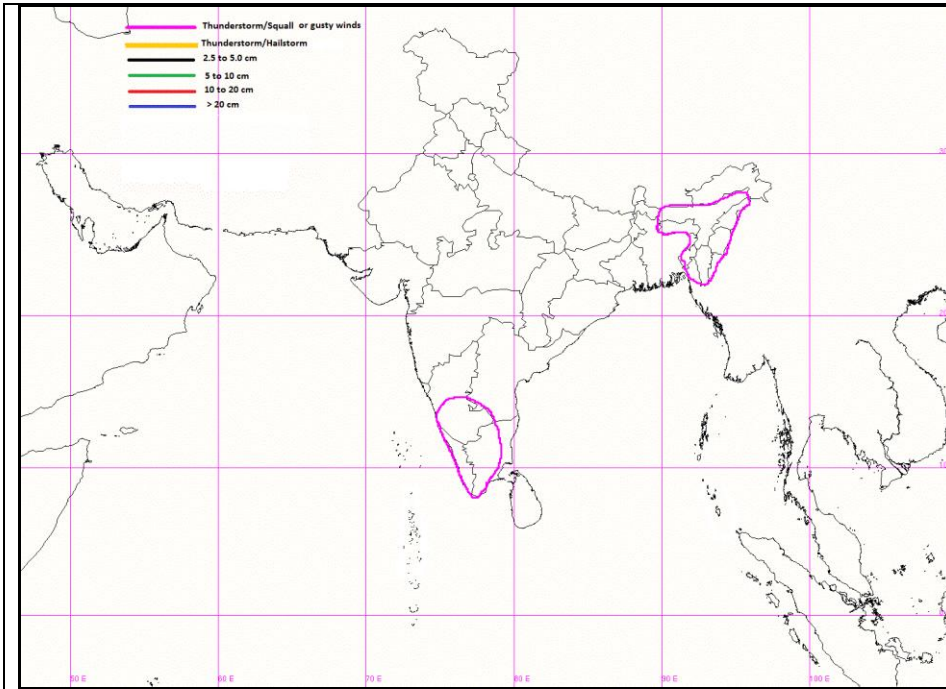 Thunderstorm/Squall or gusty winds
Thunderstorm/Hailstorm
2.5 to 5.0 cm
5 to 10 cm
10 to 20 cm
> 20 cm
10
60 E
70 E
80 E
90 E
100 E